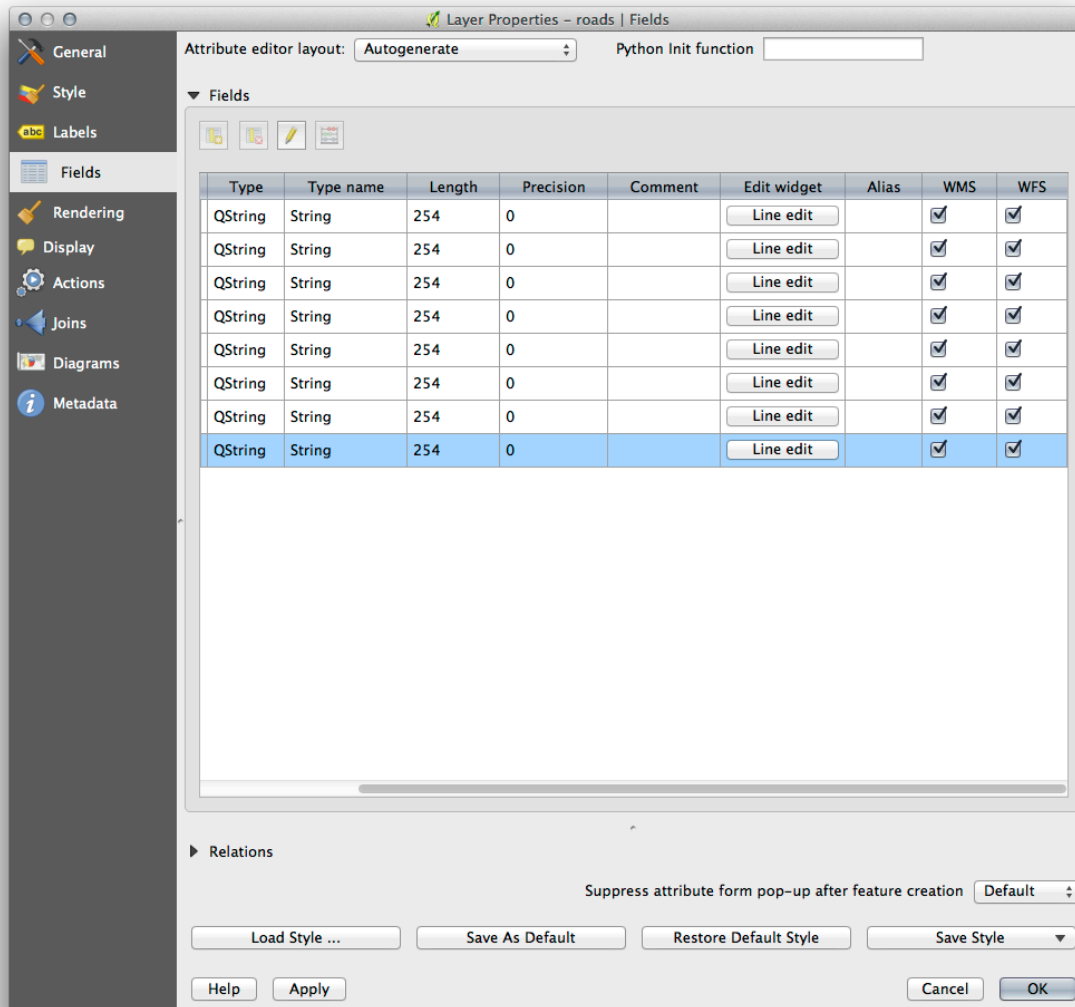 Layer Properties – roads | Fields
General
Style
abc Labels
Fields
Rendering
Display
Actions
Joins
Diagrams
i Metadata
Attribute editor layout: Autogenerate Python Init function
Fields
Type Type name Length Precision Comment Edit widget Alias WMS WFS
QString String 254 0 Line edit
QString String 254 0 Line edit
QString String 254 0 Line edit
QString String 254 0 Line edit
QString String 254 0 Line edit
QString String 254 0 Line edit
QString String 254 0 Line edit
QString String 254 0 Line edit
Relations
Suppress attribute form pop-up after feature creation Default
Load Style ... Save As Default Restore Default Style Save Style
Help Apply Cancel OK